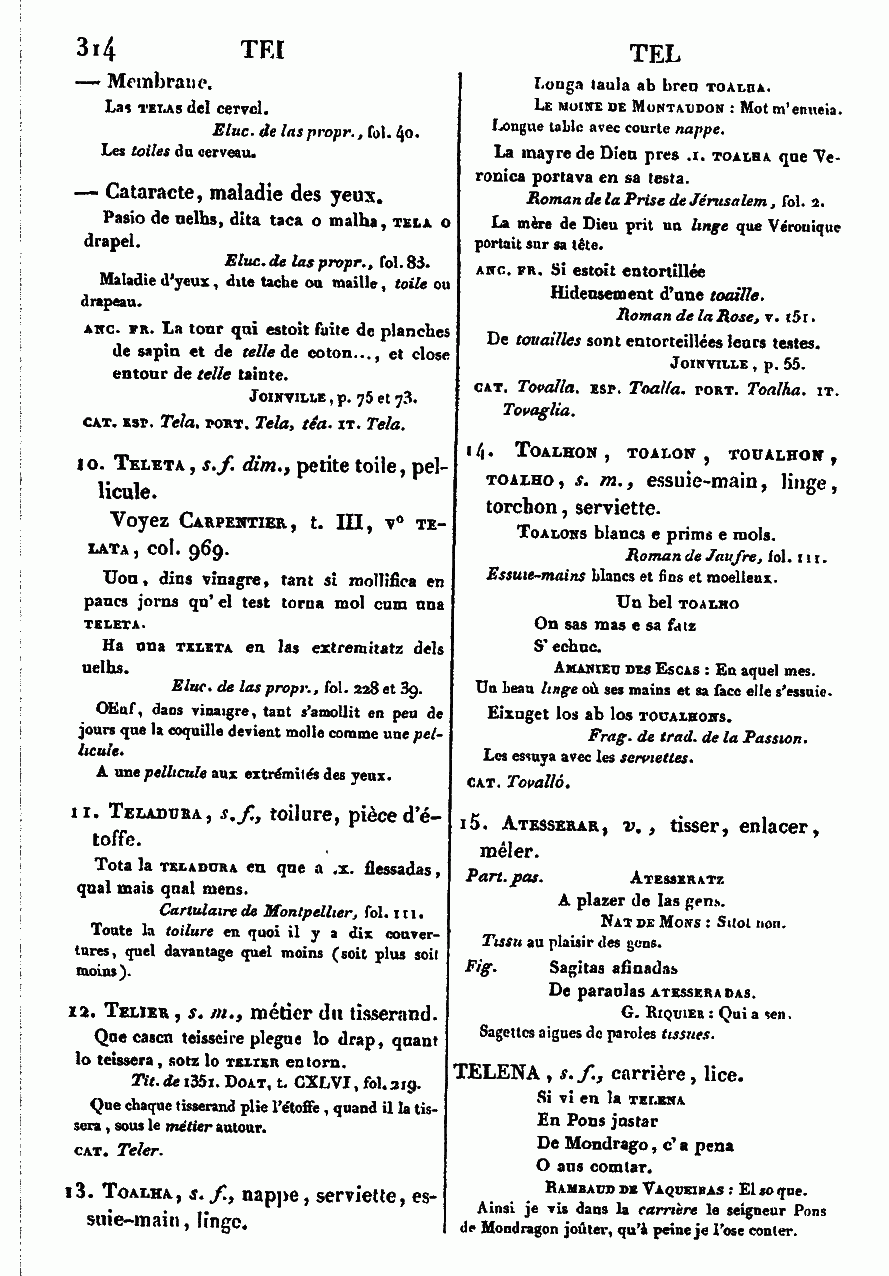 314 TEI
— Membrane.
Las TELAS del cervel.
Eluc. de las propr., fol. 40.
Les toiles du cerveau.
— Cataracte, maladie des yeux.
Pasio de uelhs, dita taca o malha, TELA o
drapel.
Eluc. de las propr., fol. 83.
Maladie d'yeux, dite tache ou maille, toile ou
drapeau.
ANC. FR. La tour qui estoit faite de planches
de sapin et de telle de coton..., et close
entour de telle tainte.
JOINVILLE, p. 75 et 73.
CAT. ESP. Tela. PORT. Tela, têa. IT. Tela.
10. TELETA, s. f. dim., petite toile, pel-
licule.
Voyez CARPENTIER, t. III, v° TE-
LATA, col. 969.
Uou, dins vinagre, tant si mollifica en
paucs jorns qu'el test torna mol cum una
TELETA.
Ha una TELETA en las extremitatz dels
uelhs.
Eluc. de las propr., fol. 228 et 39.
OEuf, dans vinaigre, tant s'amollit en peu de
jours que la coquille devient molle comme une pel-
licule.
A une pellicule aux extrémités des yeux.
11. TELADURA, s. f., toilure, pièce d'é-
toffe.
Tota la TELADURA en que a .x. flessadas,
qual mais qual mens.
Cartulaire de Montpellier, fol. 111.
Toute la toilure en quoi il y a dix couver-
tures, quel davantage quel moins (soit plus soit
moins).
12. TELIER, s. m., métier du tisserand.
Que cascn teisseire plegue lo drap, quant
lo teissera, sotz lo TELIER entorn.
Tit. de 1351. DOAT, t. CXLVI, fol. 219.
Que chaque tisserand plie l'étoffe, quand il la tis-
sera, sous le métier autour.
CAT. Teler.
13. TOALHA, s. f., nappe, serviette, es-
suie-main, linge.
TEL
Longa taula ab breu TOALHA.
LE MOINE DE MONTAUDON : Mot m'enueia.
Longue table avec courte nappe.
La mayre de Dieu pres .I. TOALHA que Ve-
ronica portava en sa testa.
Roman de la Prise de Jérusalem, fol. 2.
La mère de Dieu prit un linge que Véronique
portait sur sa tête.
ANC. FR. Si estoit entortillée
Hideusement d'une toaille.
Roman de la Rose, v. 151.
De touailles sont entorteillées leurs testes.
JOINVILLE, p. 55.
CAT. Tovalla. ESP. Toalla. PORT. Toalha. IT.
Tovaglia.
14. TOALHON, TOALON, TOUALHON,
TOALHO, s. m., essuie-main, linge,
torchon, serviette.
TOALONS blancs e prims e mols.
Roman de Jaufre, fol. 111.
Essuie-mains blancs et fins et moelleux.
Un bel TOALHO
On sas mas e sa fatz
S'echuc.
AMANIEU DES ESCAS : En aquel mes.
Un beau linge où ses mains et sa face elle s'essuie.
Eixuget los ab los TOUALHONS.
Frag. de trad. de la Passion.
Les essuya avec les serviettes.
CAT. Tovalló.
15. ATESSERAR, v., tisser, enlacer,
mêler.
Part. pas. ATESSERATZ
A plazer de las gens.
NAT DE MONS : Sitot non.
Tissu au plaisir des gens.
Fig. Sagitas afinadas
De paraulas ATESSERADAS.
G. RIQUIER : Qui a sen.
Sagettes aigues de paroles tissues.
TELENA, s. f., carrière, lice.
Si vi en la TELENA
En Pons justar
De Mondrago, c'a pena
O aus comtar.
RAMBAUD DE VAQUEIRAS : El so que.
Ainsi je vis dans la carrière le seigneur Pons
de Mondragon joûter, qu'à peine je l'ose conter.